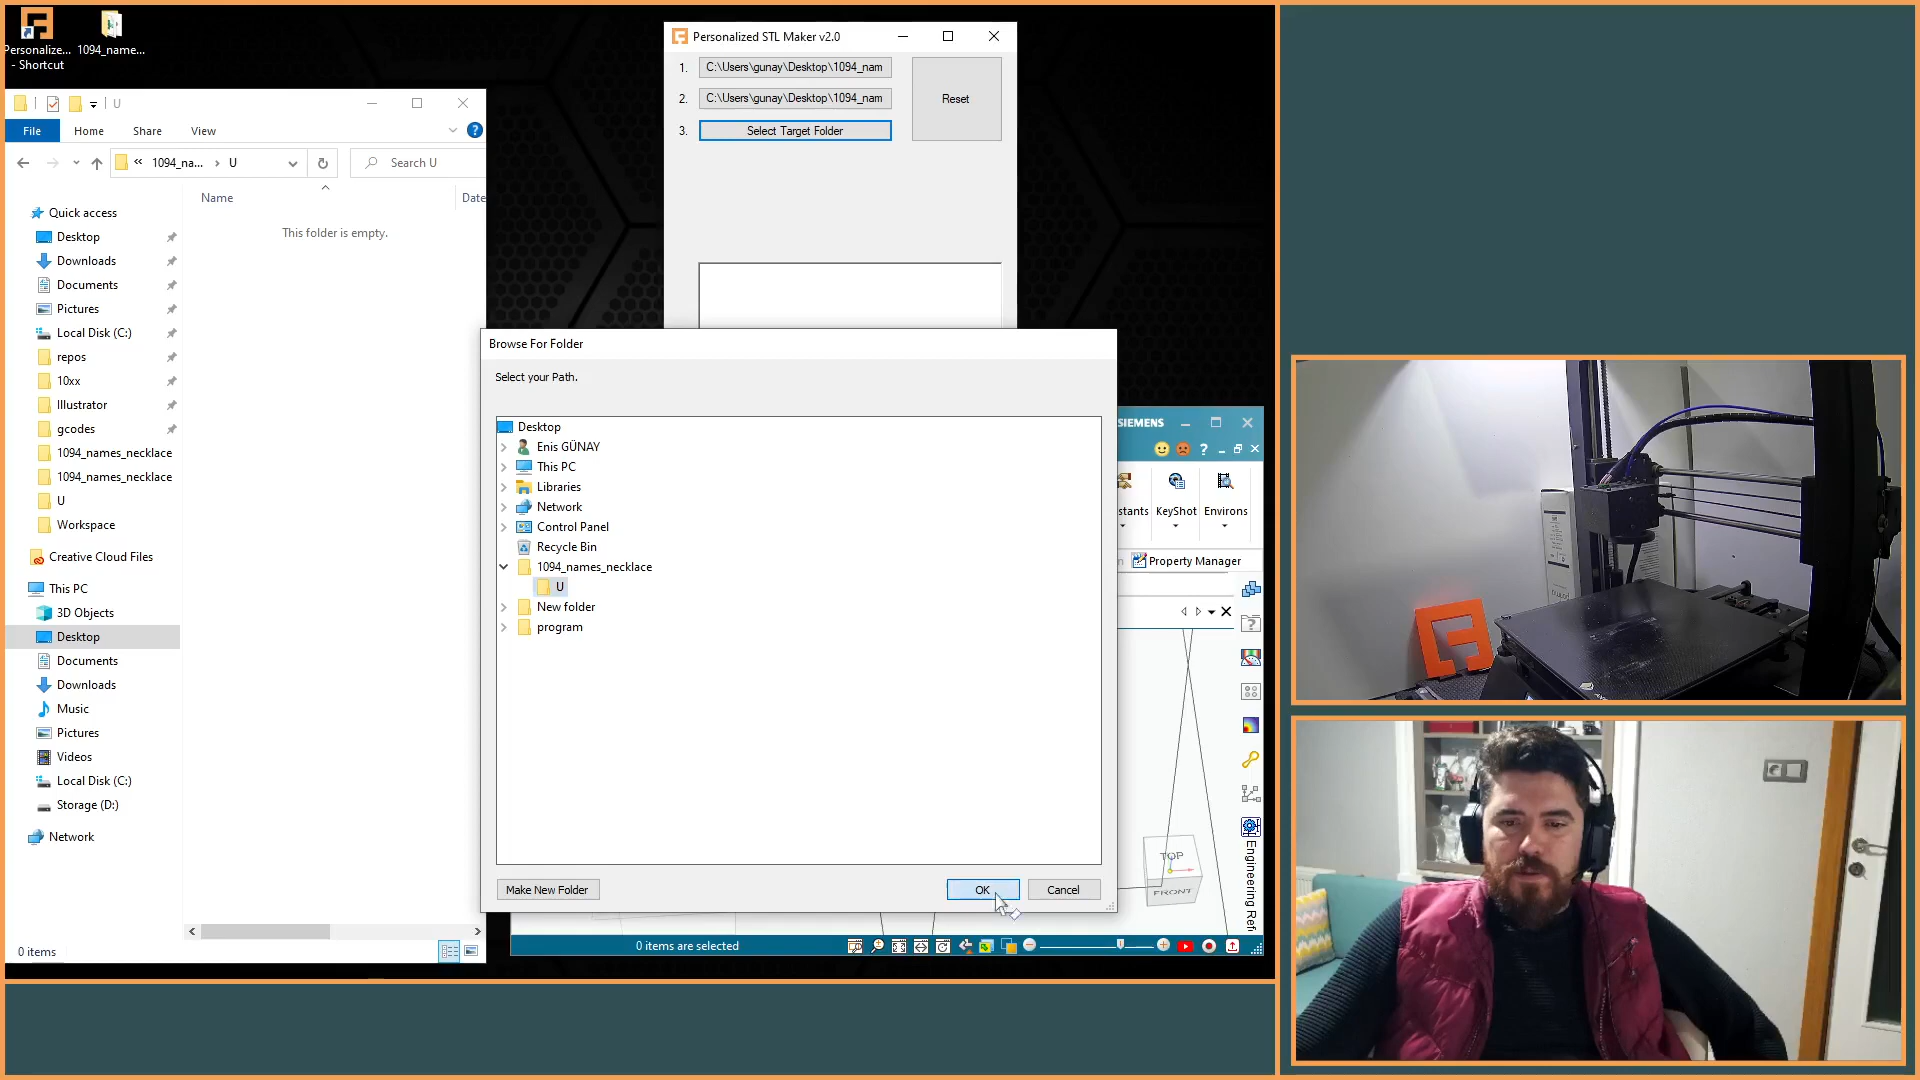 Personalize...
- Shortcut
1094_name...
U
File
Home
Share
View
1094_na...
U
Search U
Name
Date
This folder is empty.
Quick access
Desktop
Downloads
Documents
Pictures
Local Disk (C:)
repos
10xx
Illustrator
gcodes
1094_names_necklace
1094_names_necklace
U
Workspace
Creative Cloud Files
This PC
3D Objects
Desktop
Documents
Downloads
Music
Pictures
Videos
Local Disk (C:)
Storage (D:)
Network
0 items
Personalized STL Maker v2.0
1.
C:\Users\gunay\Desktop\1094_nam
2.
C:\Users\gunay\Desktop\1094_nam
3.
Select Target Folder
Reset
Browse For Folder
Select your Path.
Desktop
Enis GÜNAY
This PC
Libraries
Network
Control Panel
Recycle Bin
1094_names_necklace
U
New folder
program
Make New Folder
OK
Cancel
SIEMENS
stants
KeyShot
Environs
Property Manager
TOP
FRONT
Engineering Ref
0 items are selected